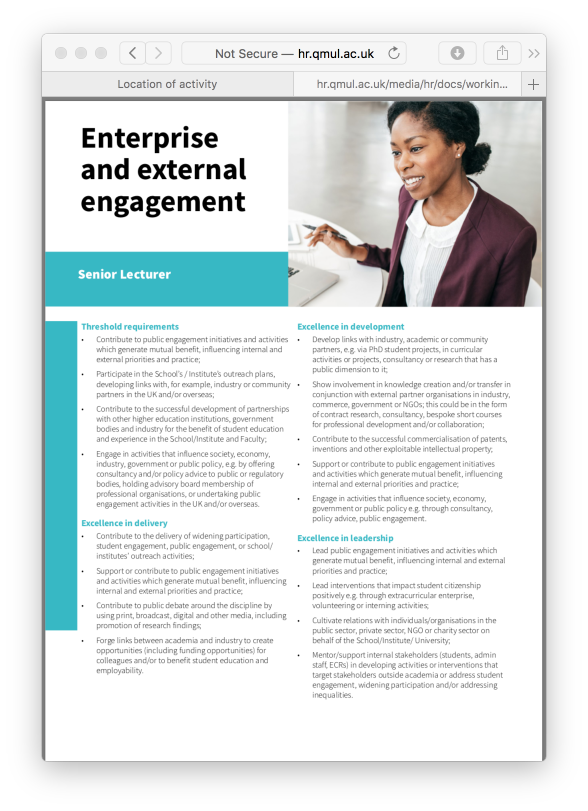 Not Secure — hr.qmul.ac.uk
Location of activity
hr.qmul.ac.uk/media/hr/docs/workin...
Enterprise
and external
engagement
Senior Lecturer
Threshold requirements
• Contribute to public engagement initiatives and activities
which generate mutual benefit, influencing internal and
external priorities and practice;
• Participate in the School's / Institute's outreach plans,
developing links with, for example, industry or community
partners in the UK and/or overseas;
• Contribute to the successful development of partnerships
with other higher education institutions, government
bodies and industry for the benefit of student education
and experience in the School/Institute and Faculty;
• Engage in activities that influence society, economy,
industry, government or public policy, e.g. by offering
consultancy and/or policy advice to public or regulatory
bodies, holding advisory board membership of
professional organisations, or undertaking public
engagement activities in the UK and/or overseas.
Excellence in delivery
• Contribute to the delivery of widening participation,
student engagement, public engagement, or school/
institutes' outreach activities;
• Support or contribute to public engagement initiatives
and activities which generate mutual benefit, influencing
internal and external priorities and practice;
• Contribute to public debate around the discipline by
using print, broadcast, digital and other media, including
promotion of research findings;
• Forge links between academia and industry to create
opportunities (including funding opportunities) for
colleagues and/or to benefit student education and
employability.
Excellence in development
• Develop links with industry, academic or community
partners, e.g. via PhD student projects, in curricular
activities or projects, consultancy or research that has a
public dimension to it;
• Show involvement in knowledge creation and/or transfer in
conjunction with external partner organisations in industry,
commerce, government or NGOs; this could be in the form
of contract research, consultancy, bespoke short courses
for professional development and/or collaboration;
• Contribute to the successful commercialisation of patents,
inventions and other exploitable intellectual property;
• Support or contribute to public engagement initiatives
and activities which generate mutual benefit, influencing
internal and external priorities and practice;
• Engage in activities that influence society, economy,
government or public policy e.g. through consultancy,
policy advice, public engagement.
Excellence in leadership
• Lead public engagement initiatives and activities which
generate mutual benefit, influencing internal and external
priorities and practice;
• Lead interventions that impact student citizenship
positively e.g. through extracurricular enterprise,
volunteering or interning activities;
• Cultivate relations with individuals/organisations in the
public sector, private sector, NGO or charity sector on
behalf of the School/Institute/ University;
• Mentor/support internal stakeholders (students, admin
staff, ECRs) in developing activities or interventions that
target stakeholders outside academia or address student
engagement, widening participation and/or addressing
inequalities.